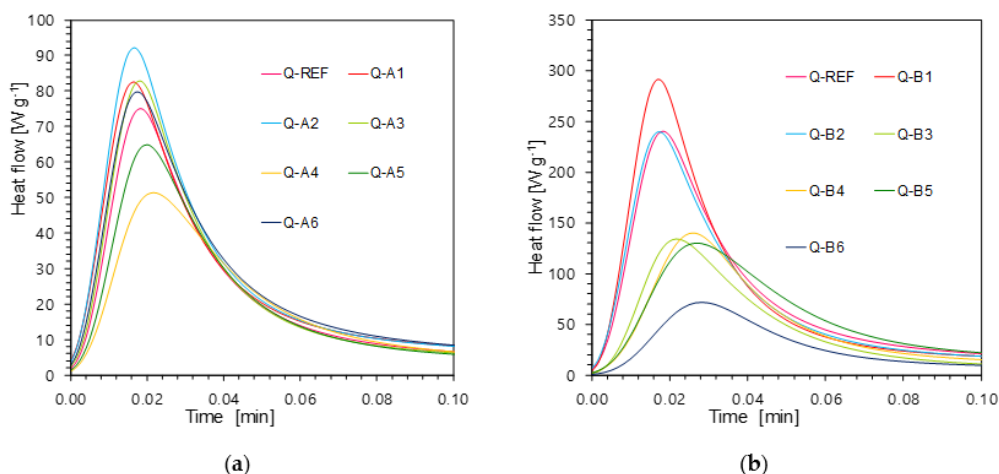 (a)
(b)
100
90
80
70
60
50
40
30
20
10
0
Heat flow [W g⁻¹]
Q-REF Q-A1
Q-A2 Q-A3
Q-A4 Q-A5
Q-A6
0.00 0.02 0.04 0.06 0.08 0.10
Time [min]
(a)
350
300
250
200
150
100
50
0
Heat flow [W g⁻¹]
Q-REF Q-B1
Q-B2 Q-B3
Q-B4 Q-B5
Q-B6
0.00 0.02 0.04 0.06 0.08 0.10
Time [min]
(b)